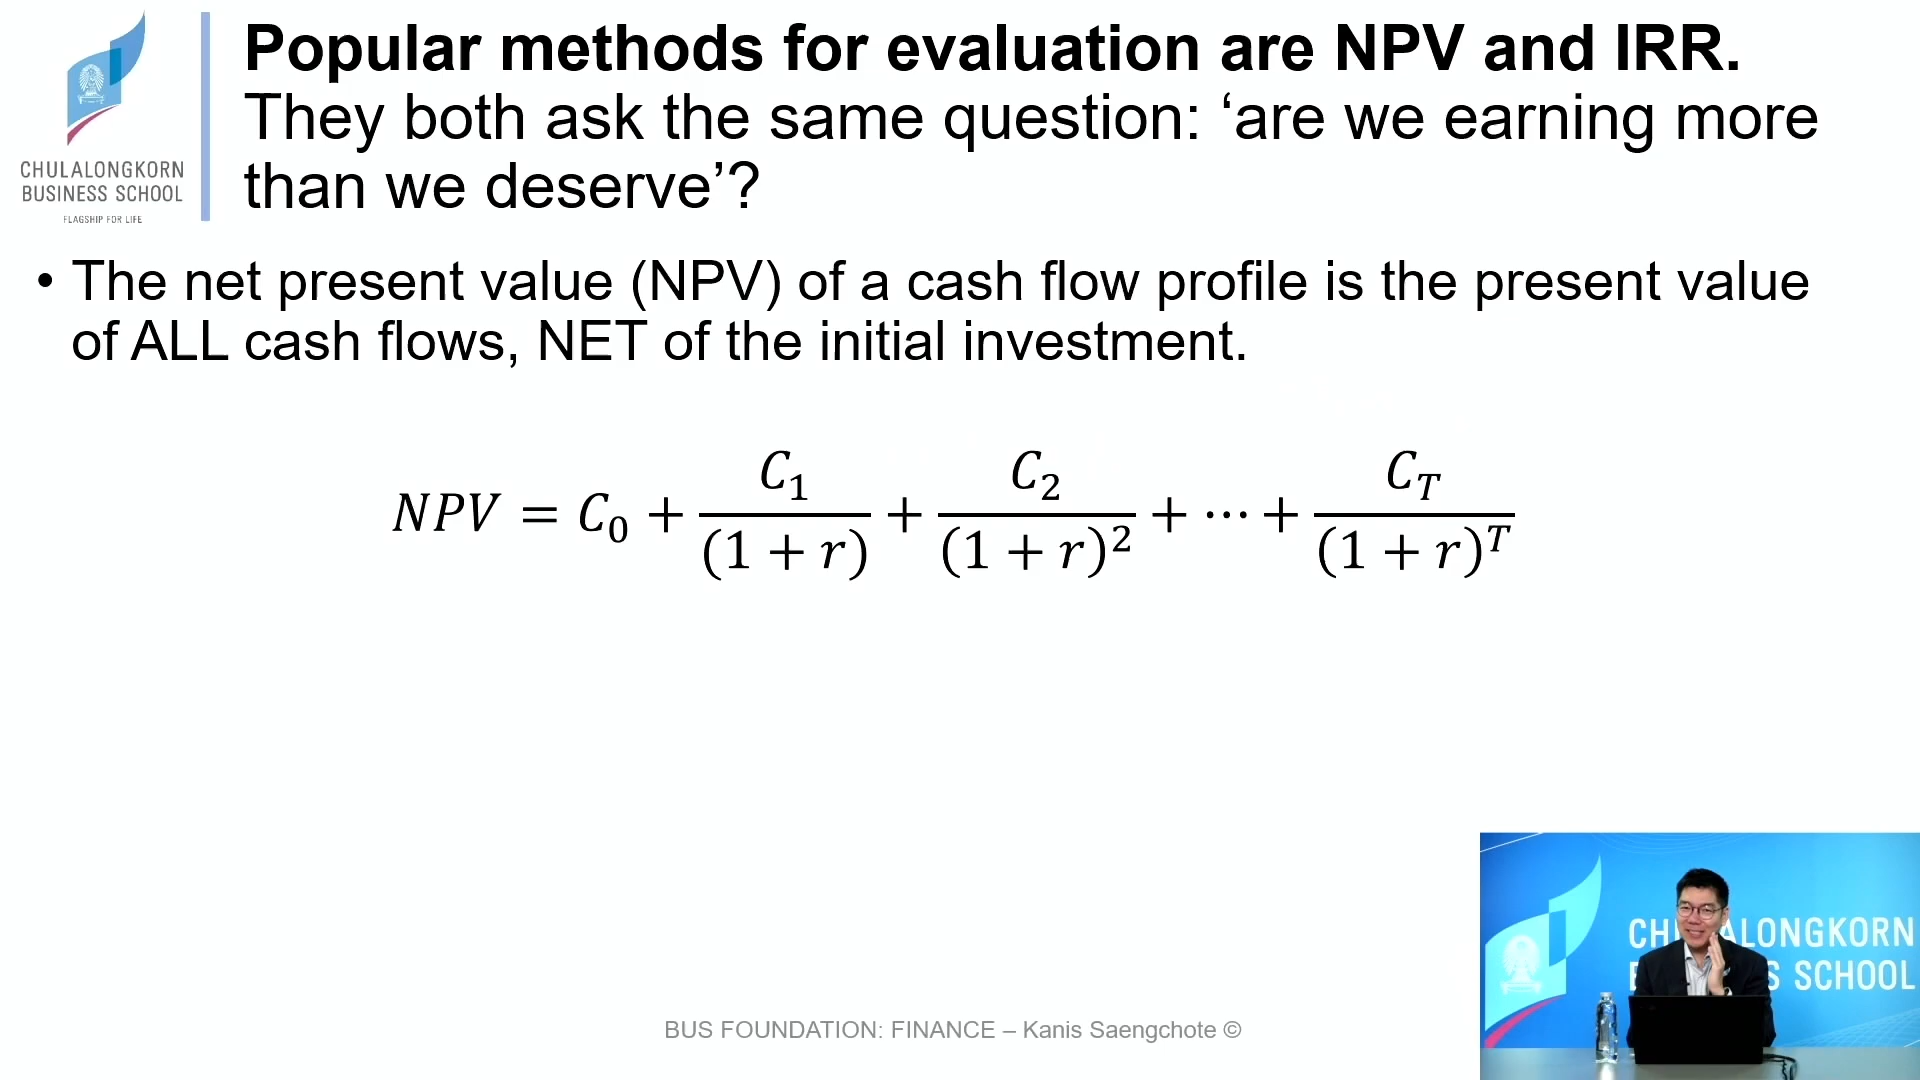 Popular methods for evaluation are NPV and IRR.
They both ask the same question: ‘are we earning more
than we deserve’?
CHULALONGKORN
BUSINESS SCHOOL
FLAGSHIP FOR LIFE
• The net present value (NPV) of a cash flow profile is the present value
of ALL cash flows, NET of the initial investment.
NPV = C₀ + C₁/(1 + r) + C₂/(1 + r)² + ⋯ + C_T/(1 + r)^T
CH ALONGKORN
B S SCHOOL
BUS FOUNDATION: FINANCE – Kanis Saengchote ©